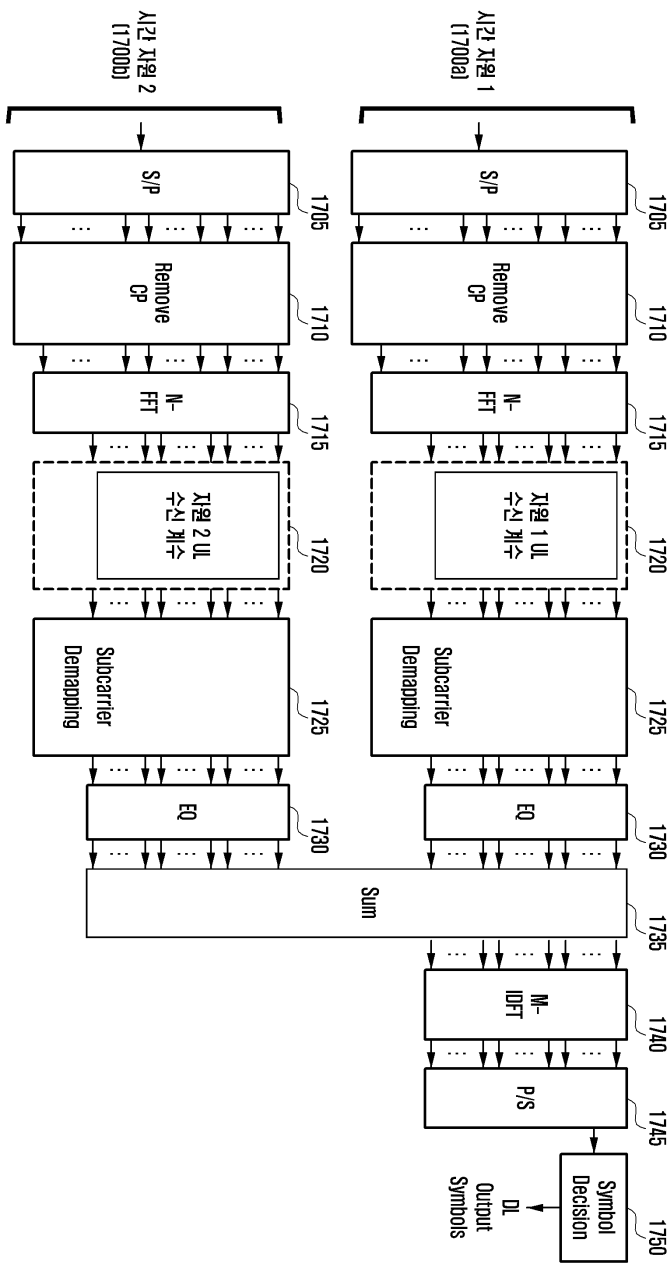 시간 자원 1
(1700a)
S/P
1705
...
...
...
Remove
CP
1710
...
...
...
N-
FFT
1715
...
...
자원 1 UL
수신 계수
1720
...
...
Subcarrier
Demapping
1725
...
...
EQ
1730
...
...
시간 자원 2
(1700b)
S/P
1705
...
...
...
Remove
CP
1710
...
...
...
N-
FFT
1715
...
...
자원 2 UL
수신 계수
1720
...
...
Subcarrier
Demapping
1725
...
...
EQ
1730
...
...
Sum
1735
...
...
M-
IDFT
1740
...
...
P/S
1745
Symbol
Decision
1750
DL
Output
Symbols